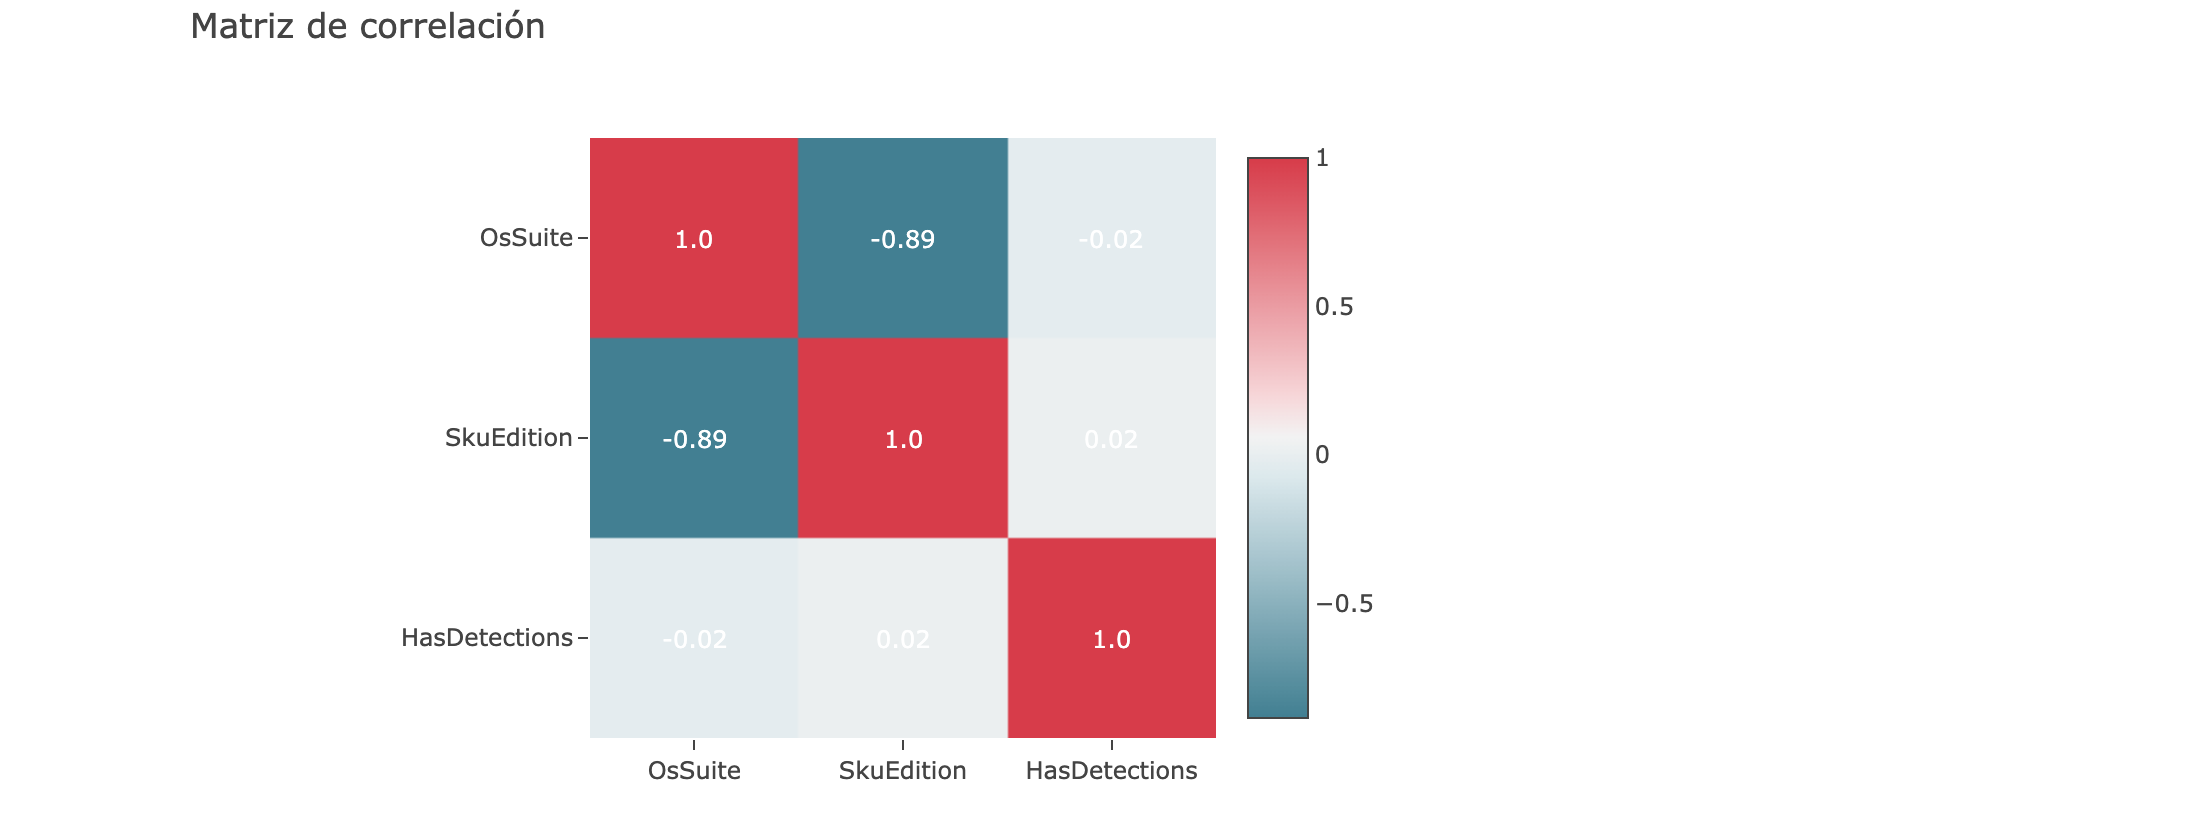 Matriz de correlación
1
OsSuite 1.0 -0.89 -0.02
0.5
SkuEdition -0.89 1.0 0.02
0
−0.5
HasDetections -0.02 0.02 1.0
OsSuite SkuEdition HasDetections